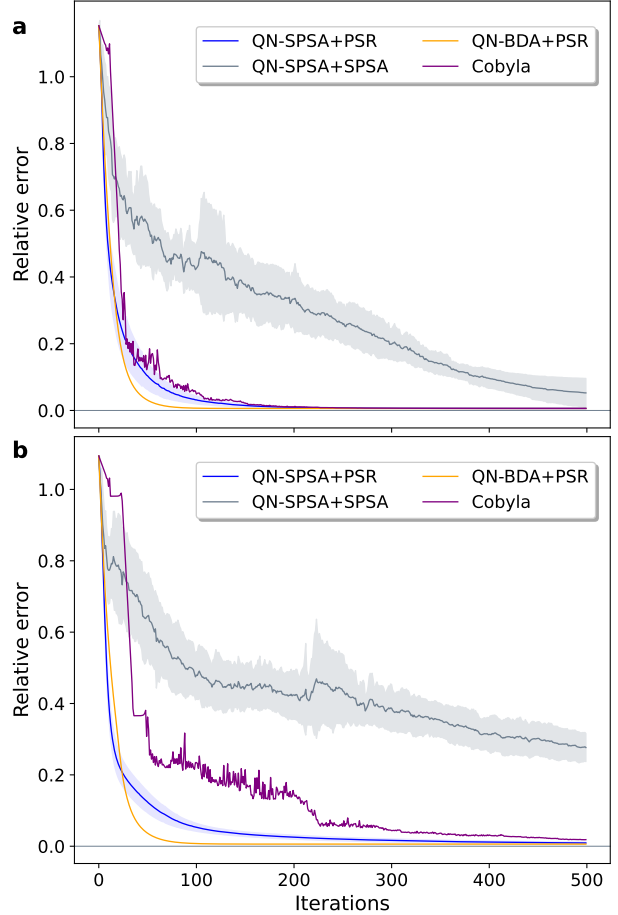 a
QN-SPSA+PSR QN-BDA+PSR
QN-SPSA+SPSA Cobyla
Relative error
1.0
0.8
0.6
0.4
0.2
0.0
b
QN-SPSA+PSR QN-BDA+PSR
QN-SPSA+SPSA Cobyla
Relative error
1.0
0.8
0.6
0.4
0.2
0.0
0 100 200 300 400 500
Iterations